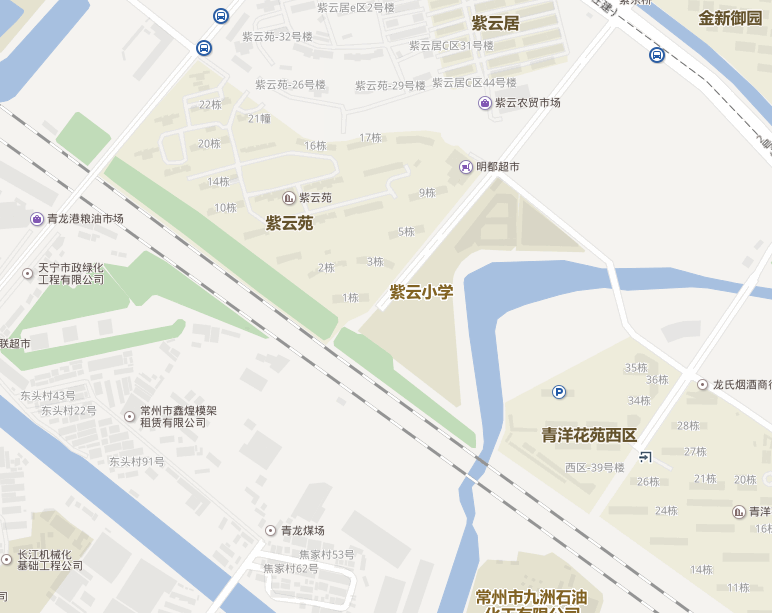 紫东桥
紫云居e区2号楼
金新御园
紫云居
紫云苑-32号楼
紫云居C区31号楼
紫云苑-26号楼
紫云苑-29号楼
紫云居C区44号楼
22栋
紫云农贸市场
21幢
20栋
17栋
16栋
明都超市
14栋
9栋
紫云苑
10栋
青龙港粮油市场
紫云苑
5栋
3栋
2栋
天宁市政绿化
工程有限公司
1栋
紫云小学
联超市
35栋
36栋
龙氏烟酒商行
东头村43号
34栋
东头村22号
常州市鑫煌模架
租赁有限公司
28栋
青洋花苑西区
27栋
东头村91号
西区-39号楼
26栋
21栋
20栋
24栋
青洋
16栋
青龙煤场
长江机械化
基础工程公司
焦家村53号
焦家村62号
14栋
11栋
司
常州市九洲石油
化工有限公司